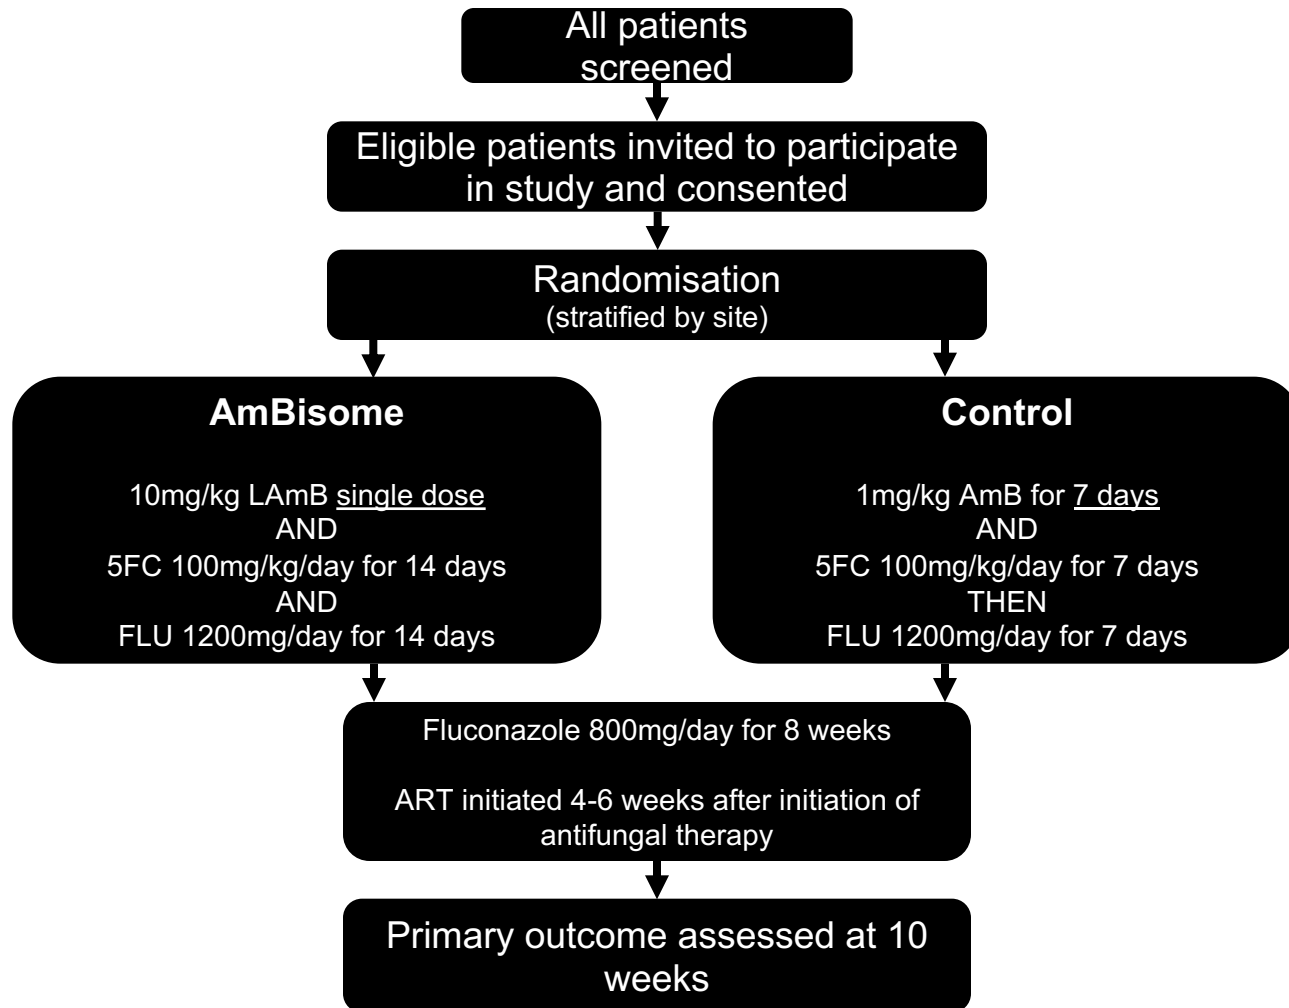 All patients
screened
Eligible patients invited to participate
in study and consented
Randomisation
(stratified by site)
AmBisome
10mg/kg LAmB single dose
AND
5FC 100mg/kg/day for 14 days
AND
FLU 1200mg/day for 14 days
Control
1mg/kg AmB for 7 days
AND
5FC 100mg/kg/day for 7 days
THEN
FLU 1200mg/day for 7 days
Fluconazole 800mg/day for 8 weeks
ART initiated 4-6 weeks after initiation of
antifungal therapy
Primary outcome assessed at 10
weeks